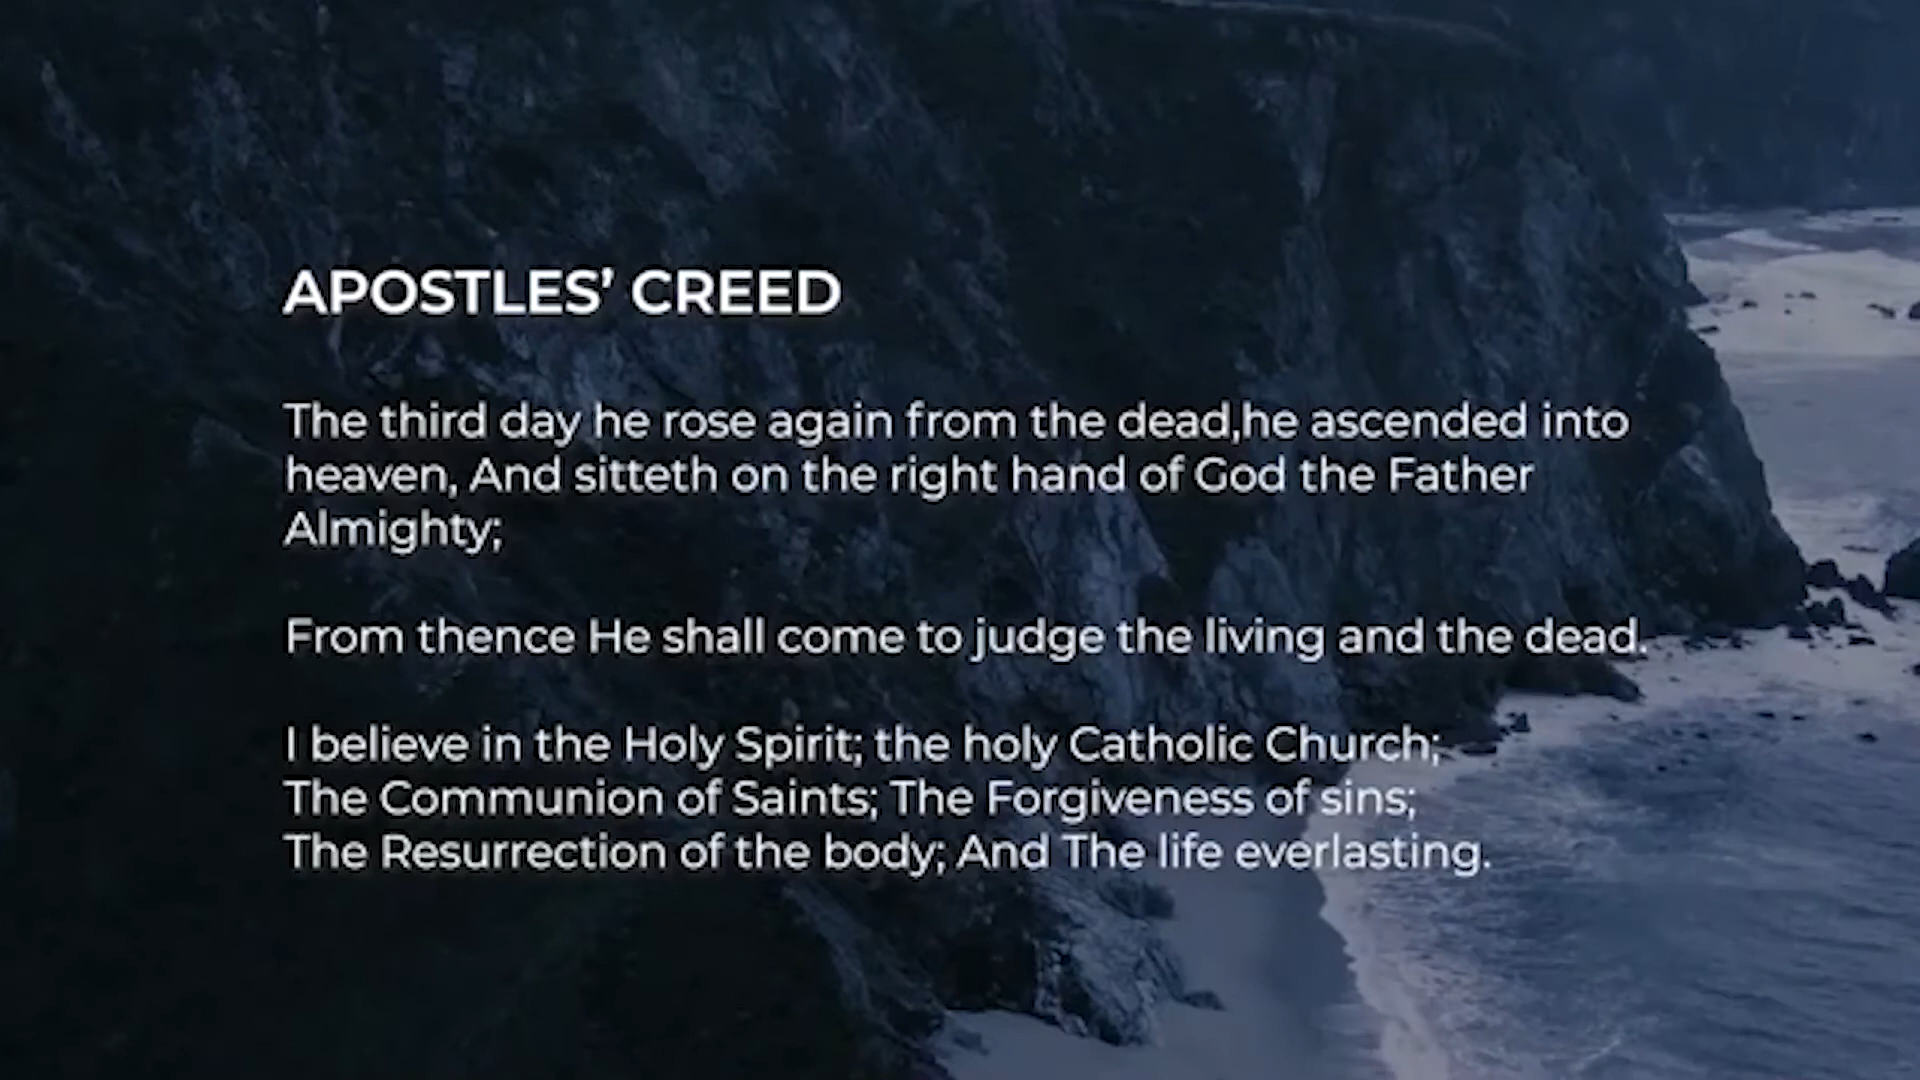 APOSTLES’ CREED
The third day he rose again from the dead,he ascended into
heaven, And sitteth on the right hand of God the Father
Almighty;
From thence He shall come to judge the living and the dead.
I believe in the Holy Spirit; the holy Catholic Church;
The Communion of Saints; The Forgiveness of sins;
The Resurrection of the body; And The life everlasting.